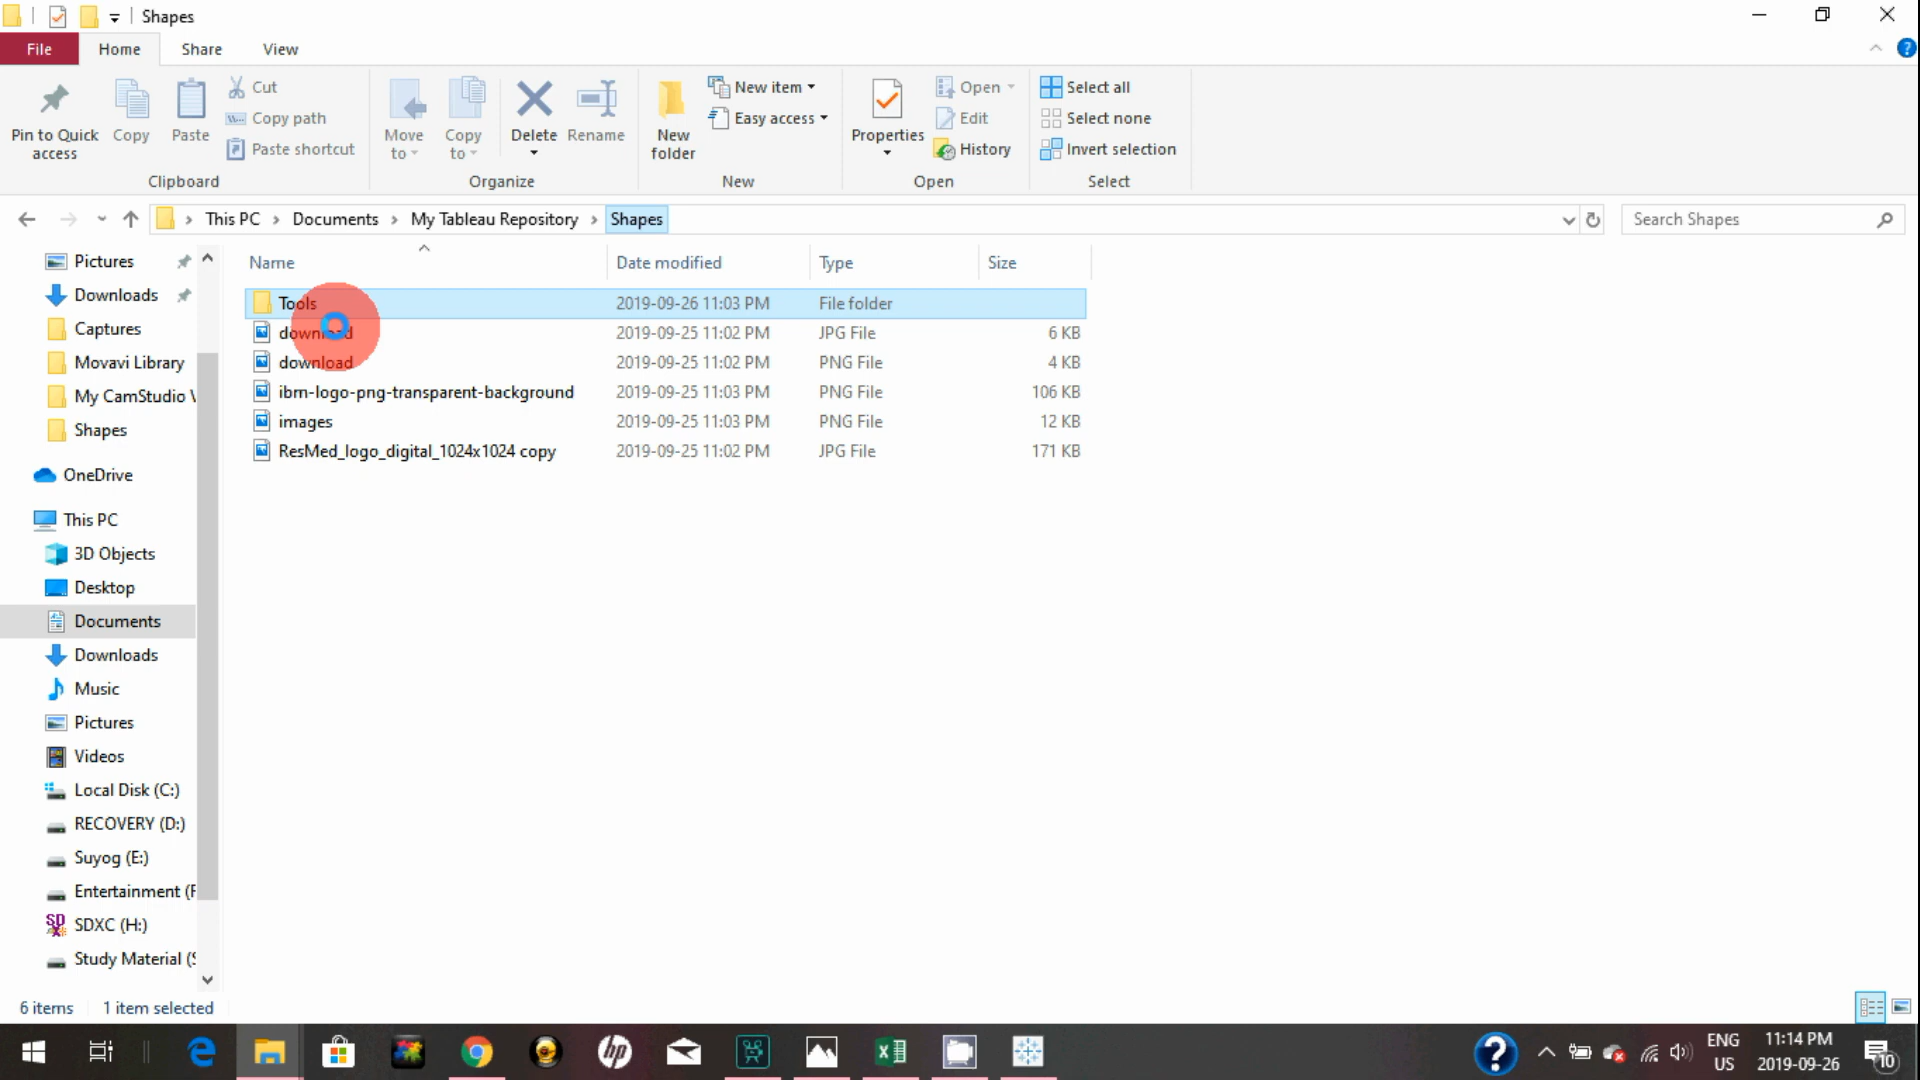 Shapes
File Home Share View
Pin to Quick access
Copy
Paste
Cut
Copy path
Paste shortcut
Clipboard
Move to
Copy to
Delete
Rename
Organize
New folder
New item
Easy access
New
Properties
Open
Edit
History
Open
Select all
Select none
Invert selection
Select
This PC > Documents > My Tableau Repository > Shapes
Search Shapes
Pictures
Downloads
Captures
Movavi Library
My CamStudio V
Shapes
OneDrive
This PC
3D Objects
Desktop
Documents
Downloads
Music
Pictures
Videos
Local Disk (C:)
RECOVERY (D:)
Suyog (E:)
Entertainment (F
SDXC (H:)
Study Material (S
Name Date modified Type Size
Tools 2019-09-26 11:03 PM File folder
download 2019-09-25 11:02 PM JPG File 6 KB
download 2019-09-25 11:02 PM PNG File 4 KB
ibm-logo-png-transparent-background 2019-09-25 11:03 PM PNG File 106 KB
images 2019-09-25 11:03 PM PNG File 12 KB
ResMed_logo_digital_1024x1024 copy 2019-09-25 11:02 PM JPG File 171 KB
6 items 1 item selected
ENG US
11:14 PM
2019-09-26
10